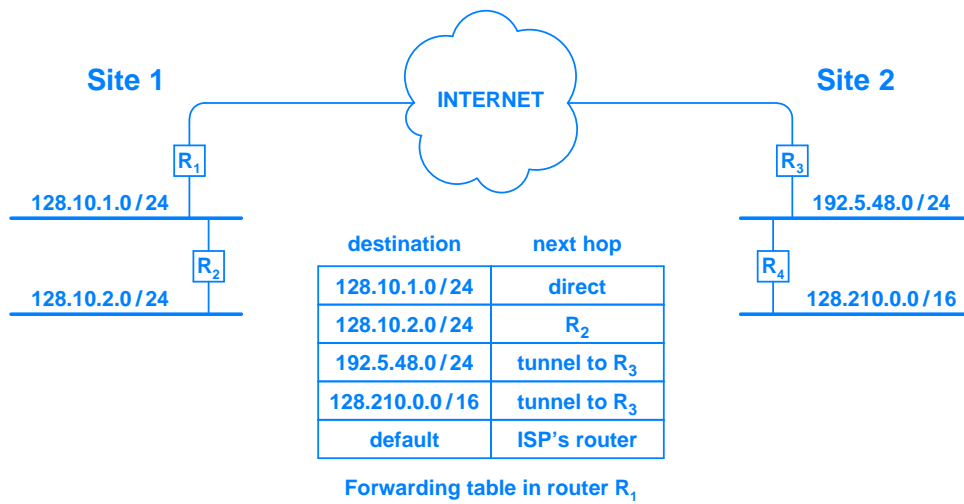 INTERNET
Site 1
Site 2
R1
R3
128.10.1.0 / 24
192.5.48.0 / 24
R2
R4
128.10.2.0 / 24
128.210.0.0 / 16
destination next hop
128.10.1.0 / 24 direct
128.10.2.0 / 24 R2
192.5.48.0 / 24 tunnel to R3
128.210.0.0 / 16 tunnel to R3
default ISP’s router
Forwarding table in router R1